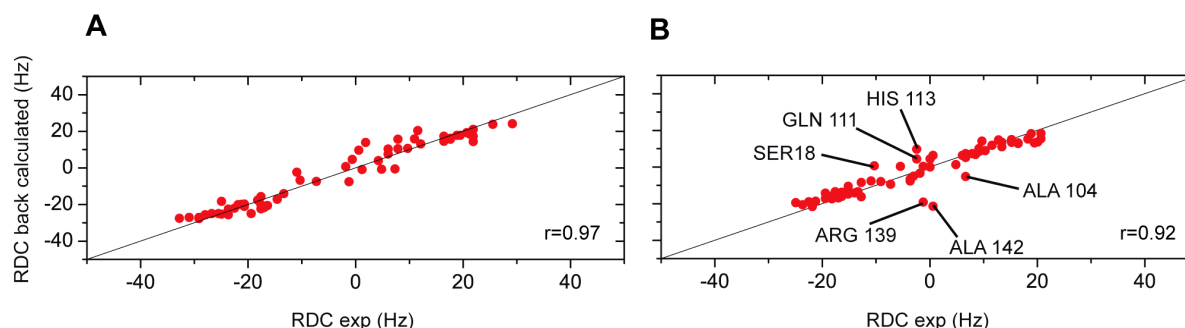 A
B
RDC back calculated (Hz)
40
20
0
-20
-40
-40
-20
0
20
40
r=0.97
RDC exp (Hz)
HIS 113
GLN 111
SER18
ALA 104
ARG 139
ALA 142
r=0.92
-40
-20
0
20
40
RDC exp (Hz)